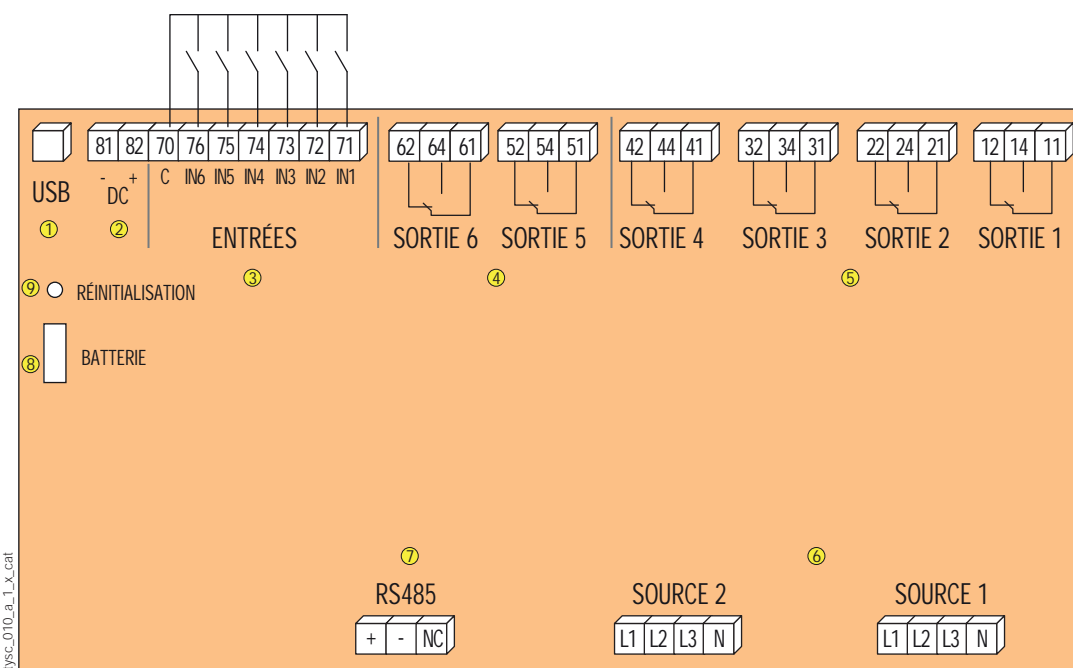 81 82 70 76 75 74 73 72 71 62 64 61 52 54 51 42 44 41 32 34 31 22 24 21 12 14 11
USB - DC + C IN6 IN5 IN4 IN3 IN2 IN1
ENTRÉES SORTIE 6 SORTIE 5 SORTIE 4 SORTIE 3 SORTIE 2 SORTIE 1
1 2 3 4 5
9 RÉINITIALISATION
8 BATTERIE
7 6
RS485 SOURCE 2 SOURCE 1
+ - NC L1 L2 L3 N L1 L2 L3 N
tysc_010_a_1_x_cat